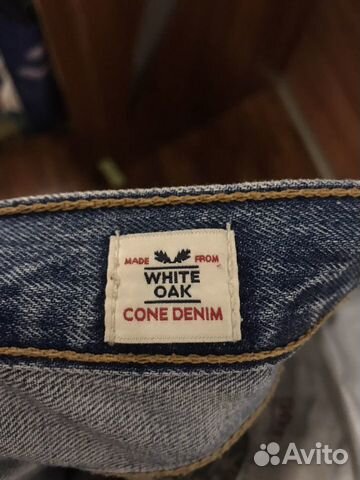 MADE FROM
WHITE
OAK
CONE DENIM
Avito